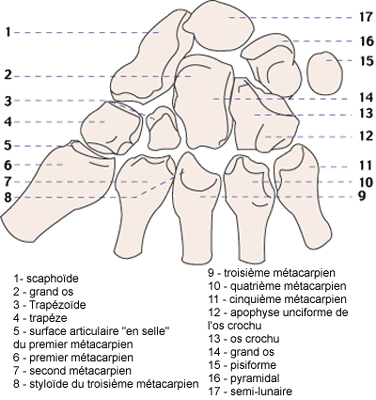 1
2
3
4
5
6
7
8
17
16
15
14
13
12
11
10
9
1- scaphoïde
2 - grand os
3 - Trapézoïde
4 - trapéze
5 - surface articulaire "en selle"
du premier métacarpien
6 - premier métacarpien
7 - second métacarpien
8 - styloïde du troisième métacarpien
9 - troisième métacarpien
10 - quatrième métacarpien
11 - cinquième métacarpien
12 - apophyse unciforme de
l'os crochu
13 - os crochu
14 - grand os
15 - pisiforme
16 - pyramidal
17 - semi-lunaire